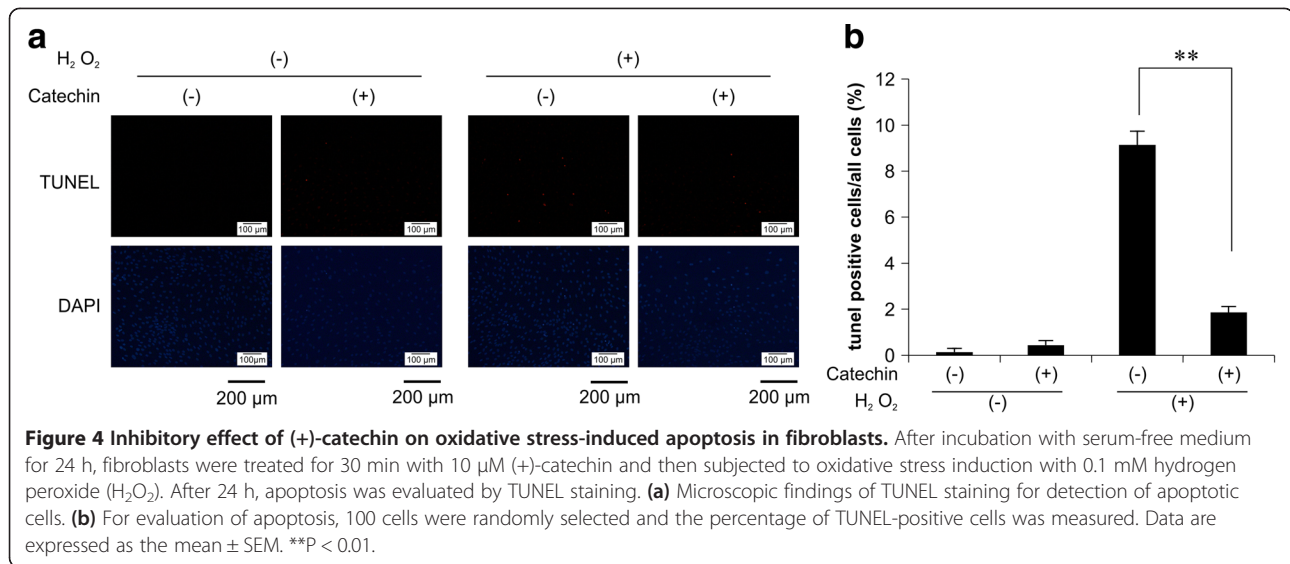 a
H₂ O₂ (-) (+)
Catechin (-) (+) (-) (+)
TUNEL
100 µm 100 µm 100 µm 100 µm
DAPI
100 µm 100 µm 100 µm 100 µm
200 µm 200 µm 200 µm 200 µm
b
**
tunel positive cells/all cells (%)
12
10
8
6
4
2
0
Catechin (-) (+) (-) (+)
H₂ O₂ (-) (+)
Figure 4 Inhibitory effect of (+)-catechin on oxidative stress-induced apoptosis in fibroblasts. After incubation with serum-free medium
for 24 h, fibroblasts were treated for 30 min with 10 µM (+)-catechin and then subjected to oxidative stress induction with 0.1 mM hydrogen
peroxide (H₂O₂). After 24 h, apoptosis was evaluated by TUNEL staining. (a) Microscopic findings of TUNEL staining for detection of apoptotic
cells. (b) For evaluation of apoptosis, 100 cells were randomly selected and the percentage of TUNEL-positive cells was measured. Data are
expressed as the mean ± SEM. **P < 0.01.